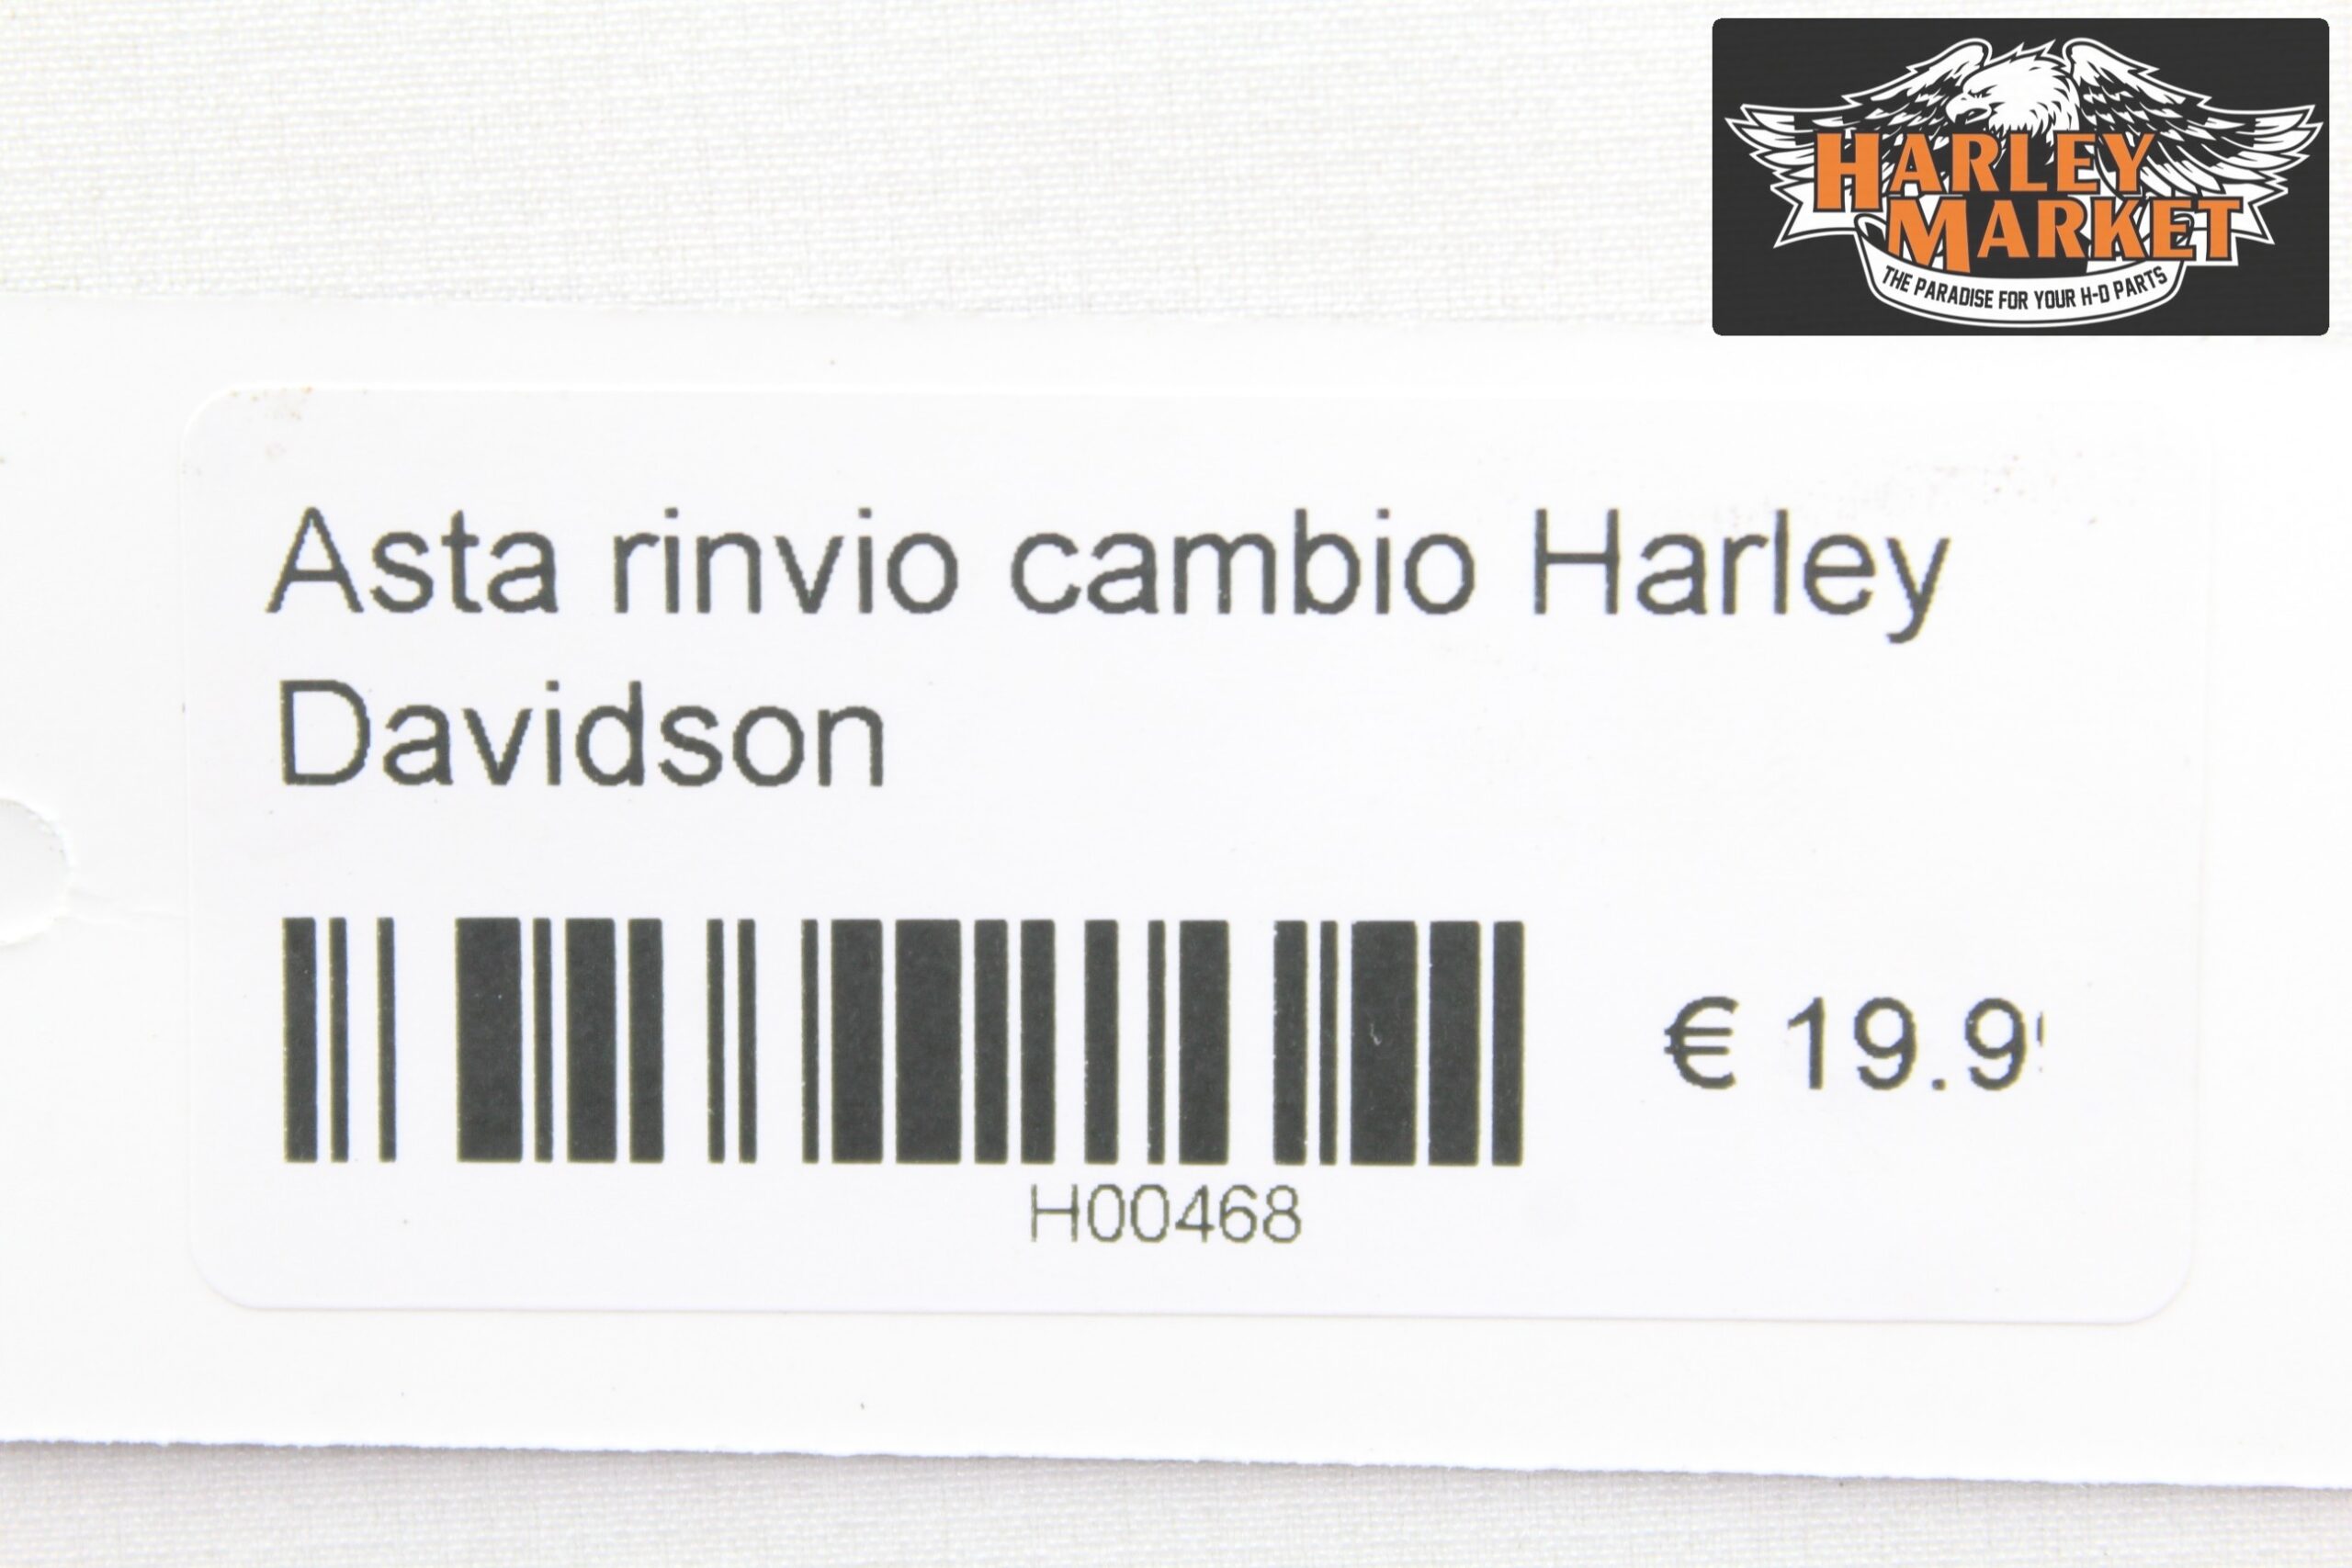 HARLEY
MARKET
THE PARADISE FOR YOUR H-D PARTS
Asta rinvio cambio Harley
Davidson
€ 19.9
H00468